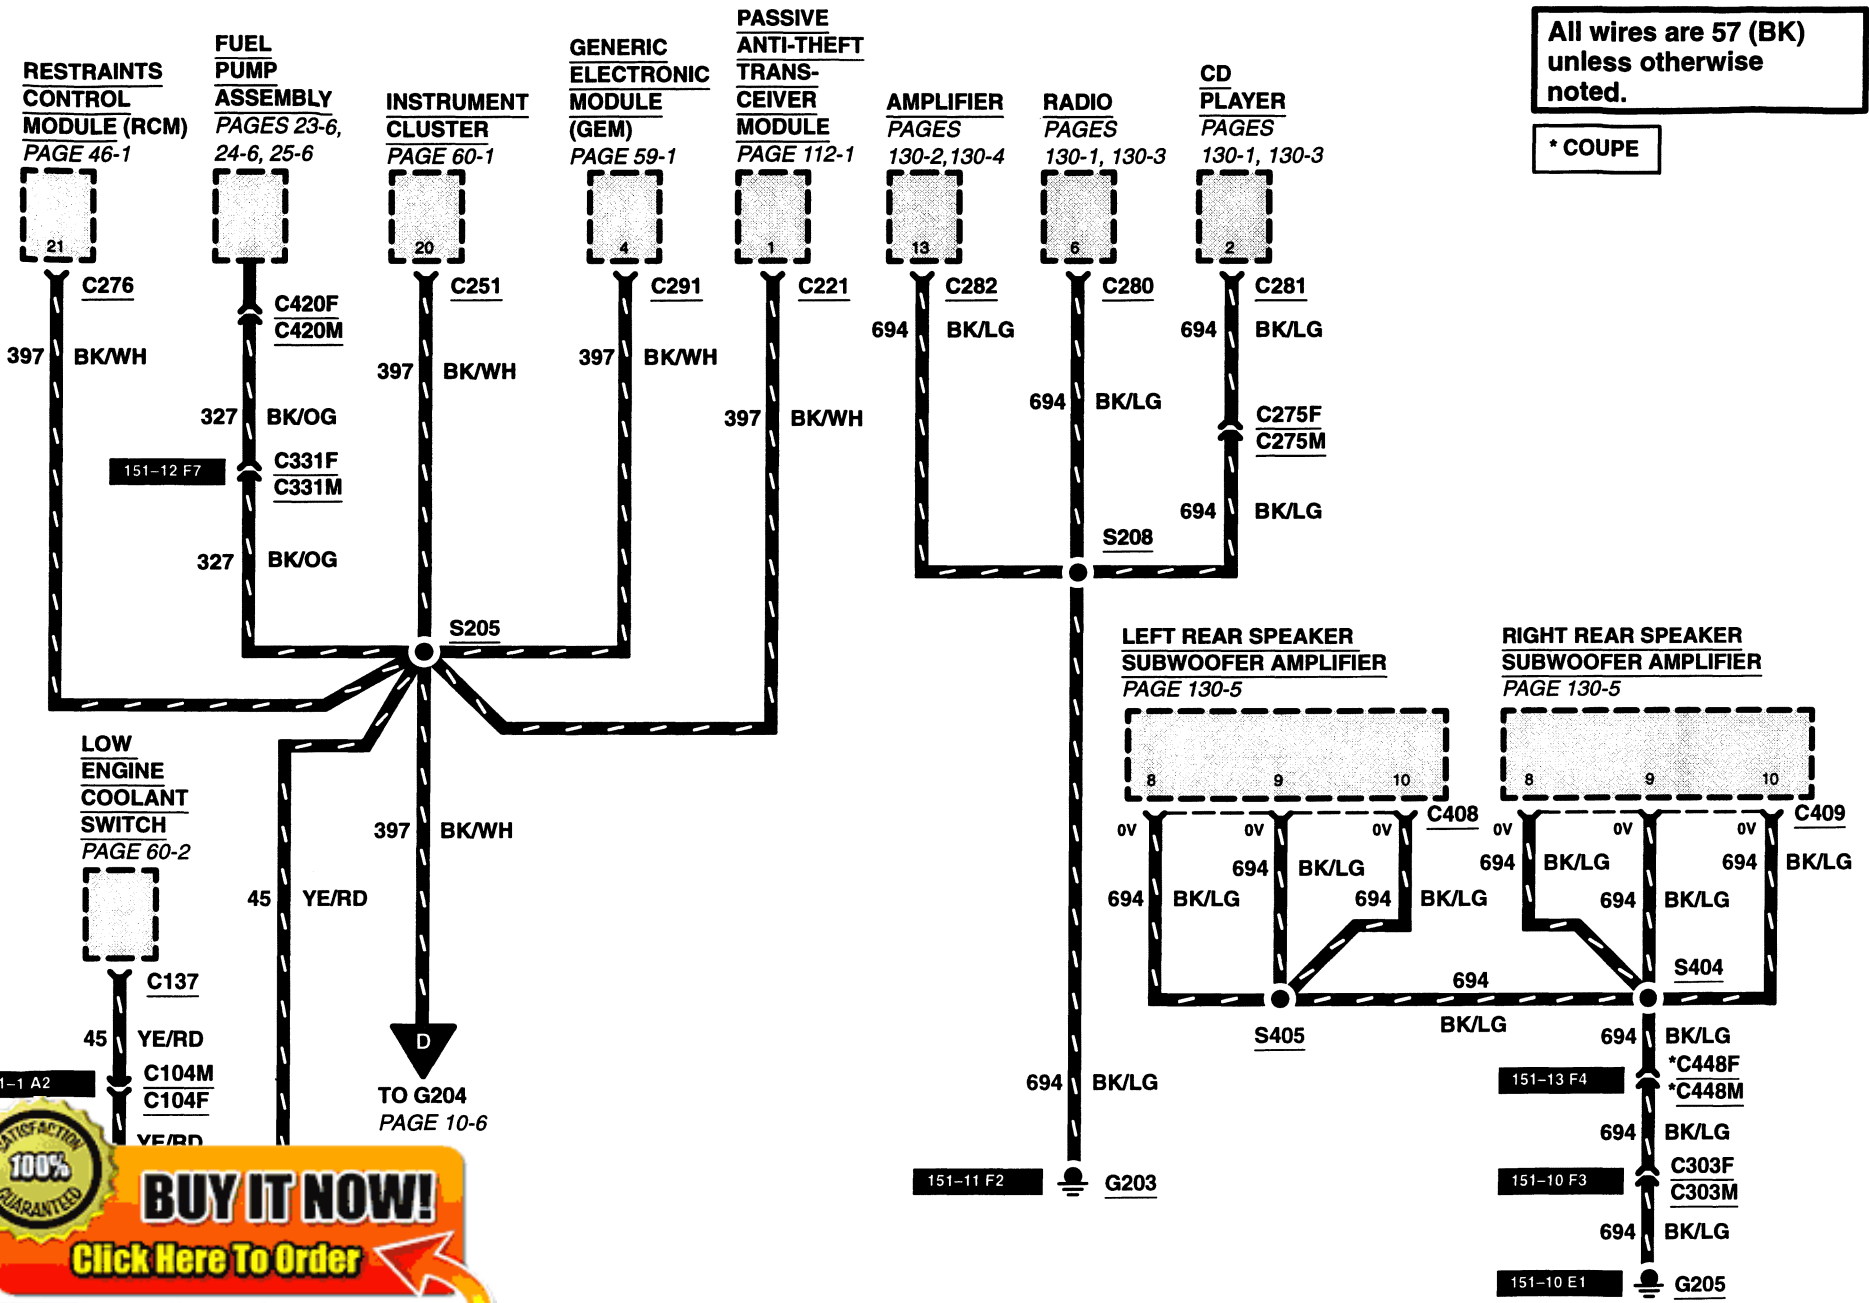 RESTRAINTS
CONTROL
MODULE (RCM)
PAGE 46-1
21
C276
397 BK/WH
FUEL
PUMP
ASSEMBLY
PAGES 23-6,
24-6, 25-6
C420F
C420M
327 BK/OG
151-12 F7
C331F
C331M
327 BK/OG
INSTRUMENT
CLUSTER
PAGE 60-1
20
C251
397 BK/WH
GENERIC
ELECTRONIC
MODULE
(GEM)
PAGE 59-1
4
C291
397 BK/WH
PASSIVE
ANTI-THEFT
TRANS-
CEIVER
MODULE
PAGE 112-1
1
C221
397 BK/WH
AMPLIFIER
PAGES
130-2,130-4
13
C282
694 BK/LG
RADIO
PAGES
130-1, 130-3
6
C280
694 BK/LG
CD
PLAYER
PAGES
130-1, 130-3
2
C281
694 BK/LG
C275F
C275M
694 BK/LG
All wires are 57 (BK)
unless otherwise
noted.
* COUPE
S208
S205
LOW
ENGINE
COOLANT
SWITCH
PAGE 60-2
C137
45 YE/RD
1-1 A2
C104M
C104F
YE/RD
45 YE/RD
397 BK/WH
D
TO G204
PAGE 10-6
694 BK/LG
151-11 F2
G203
LEFT REAR SPEAKER
SUBWOOFER AMPLIFIER
PAGE 130-5
8 9 10
C408
0V 0V 0V
694 BK/LG
694 BK/LG
694 BK/LG
S405
694
BK/LG
RIGHT REAR SPEAKER
SUBWOOFER AMPLIFIER
PAGE 130-5
8 9 10
C409
0V 0V 0V
694 BK/LG
694 BK/LG
694 BK/LG
S404
694 BK/LG
151-13 F4
*C448F
*C448M
694 BK/LG
151-10 F3
C303F
C303M
694 BK/LG
151-10 E1
G205
SATISFACTION
100%
GUARANTEED
BUY IT NOW!
Click Here To Order